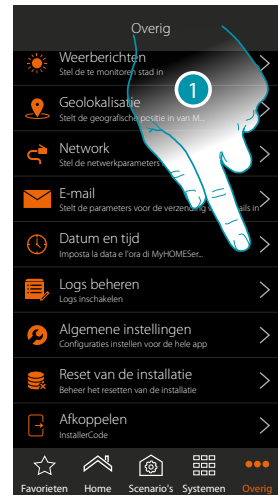 Overig
Weerberichten
Stel de te monitoren stad in
1
Geolokalisatie
Stelt de geografische positie in van M...
Network
Stel de netwerkparameters
E-mail
Stelt de parameters voor de verzending v ails in
Datum en tijd
Imposta la data e l'ora di MyHOMESer...
Logs beheren
Logs inschakelen
Algemene instellingen
Configuraties instellen voor de hele app
Reset van de installatie
Beheer het resetten van de installatie
Afkoppelen
InstallerCode
Favorieten Home Scenario's Systemen Overig